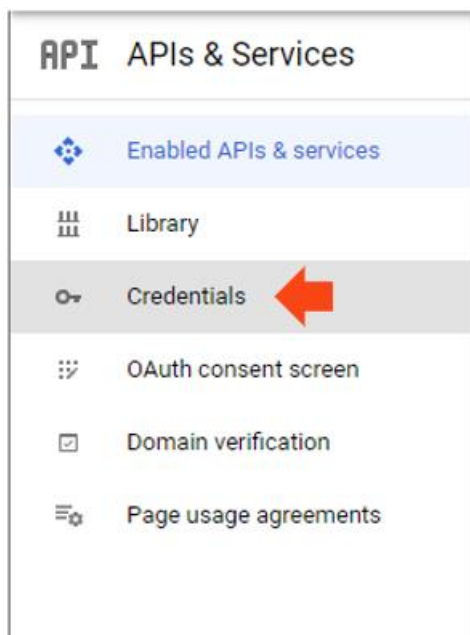 API APIs & Services
Enabled APIs & services
Library
Credentials
OAuth consent screen
Domain verification
Page usage agreements